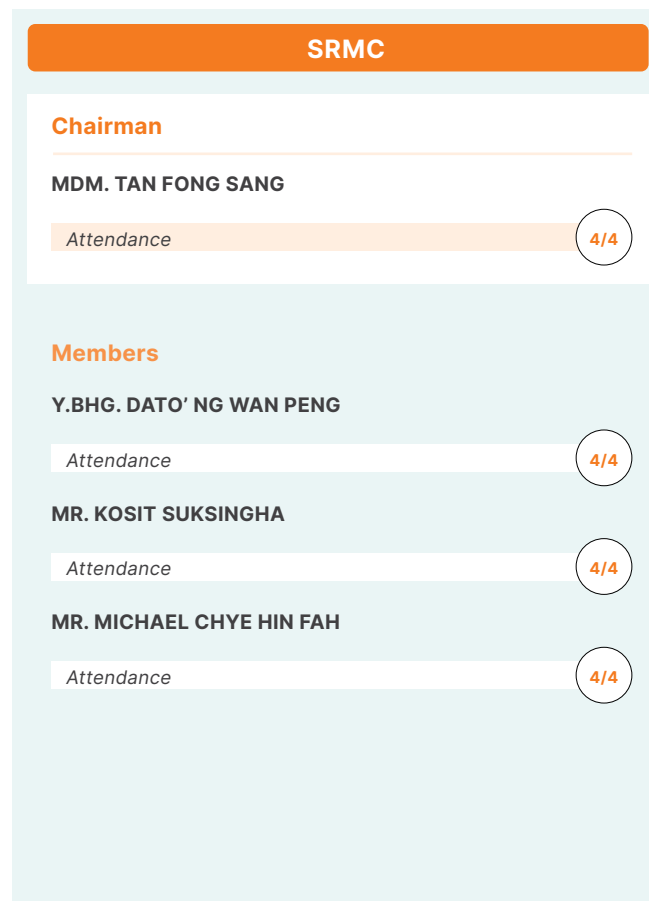 SRMC
Chairman
MDM. TAN FONG SANG
Attendance 4/4
Members
Y.BHG. DATO’ NG WAN PENG
Attendance 4/4
MR. KOSIT SUKSINGHA
Attendance 4/4
MR. MICHAEL CHYE HIN FAH
Attendance 4/4